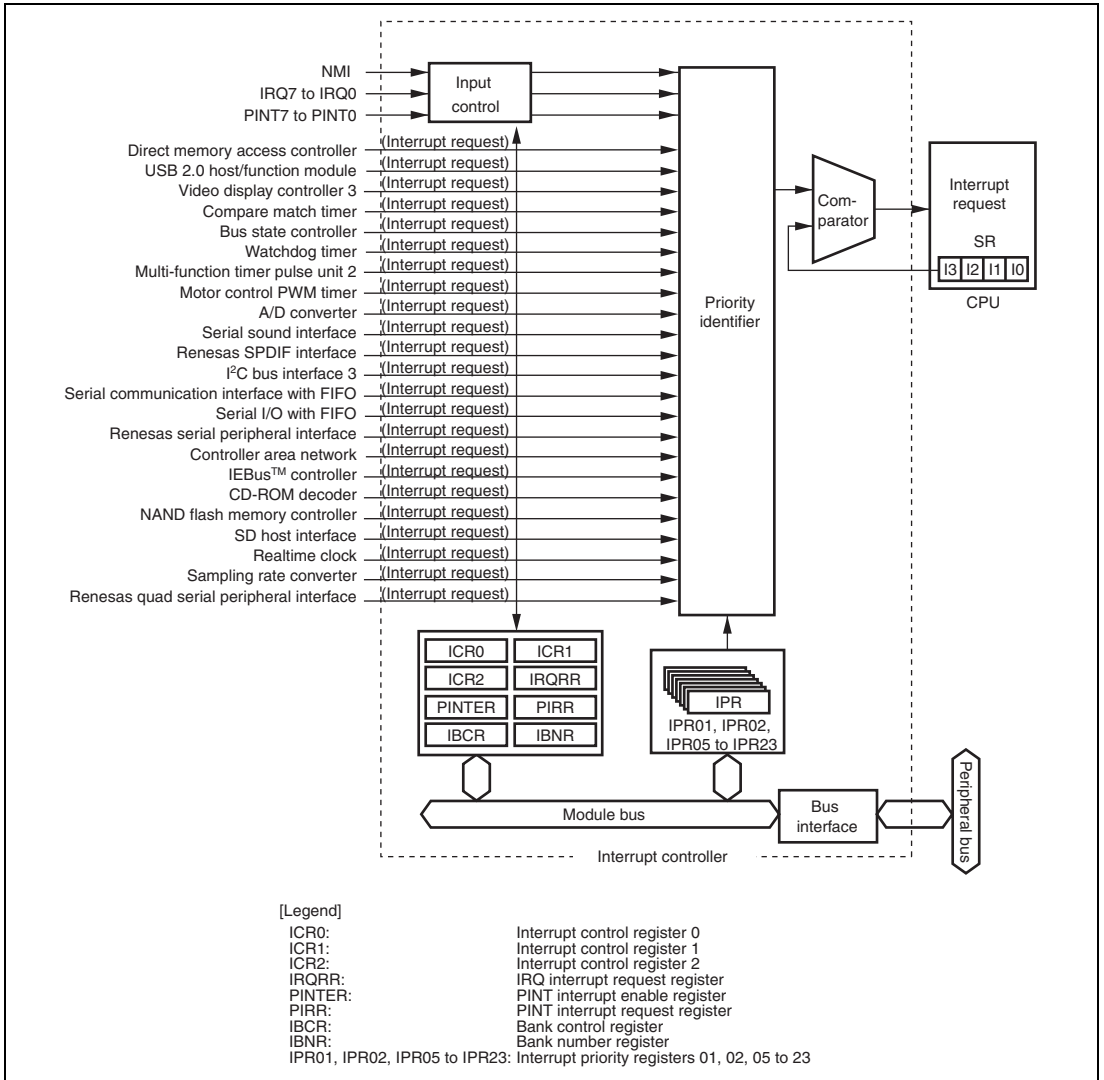 NMI
IRQ7 to IRQ0
PINT7 to PINT0
Input
control
Direct memory access controller (Interrupt request)
USB 2.0 host/function module (Interrupt request)
Video display controller 3 (Interrupt request)
Compare match timer (Interrupt request)
Bus state controller (Interrupt request)
Watchdog timer (Interrupt request)
Multi-function timer pulse unit 2 (Interrupt request)
Motor control PWM timer (Interrupt request)
A/D converter (Interrupt request)
Serial sound interface (Interrupt request)
Renesas SPDIF interface (Interrupt request)
I²C bus interface 3 (Interrupt request)
Serial communication interface with FIFO (Interrupt request)
Serial I/O with FIFO (Interrupt request)
Renesas serial peripheral interface (Interrupt request)
Controller area network (Interrupt request)
IEBus™ controller (Interrupt request)
CD-ROM decoder (Interrupt request)
NAND flash memory controller (Interrupt request)
SD host interface (Interrupt request)
Realtime clock (Interrupt request)
Sampling rate converter (Interrupt request)
Renesas quad serial peripheral interface (Interrupt request)
Priority
identifier
Com-
parator
Interrupt
request
SR
I3 I2 I1 I0
CPU
ICR0 ICR1
ICR2 IRQRR
PINTER PIRR
IBCR IBNR
IPR
IPR01, IPR02,
IPR05 to IPR23
Module bus
Bus
interface
Peripheral bus
Interrupt controller
[Legend]
ICR0: Interrupt control register 0
ICR1: Interrupt control register 1
ICR2: Interrupt control register 2
IRQRR: IRQ interrupt request register
PINTER: PINT interrupt enable register
PIRR: PINT interrupt request register
IBCR: Bank control register
IBNR: Bank number register
IPR01, IPR02, IPR05 to IPR23: Interrupt priority registers 01, 02, 05 to 23